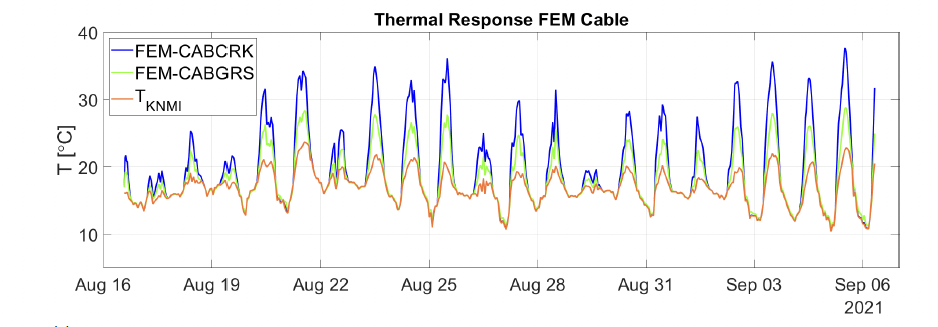 Thermal Response FEM Cable
40
30
20
10
T [°C]
FEM-CABCRK
FEM-CABGRS
T_KNMI
Aug 16 Aug 19 Aug 22 Aug 25 Aug 28 Aug 31 Sep 03 Sep 06
2021